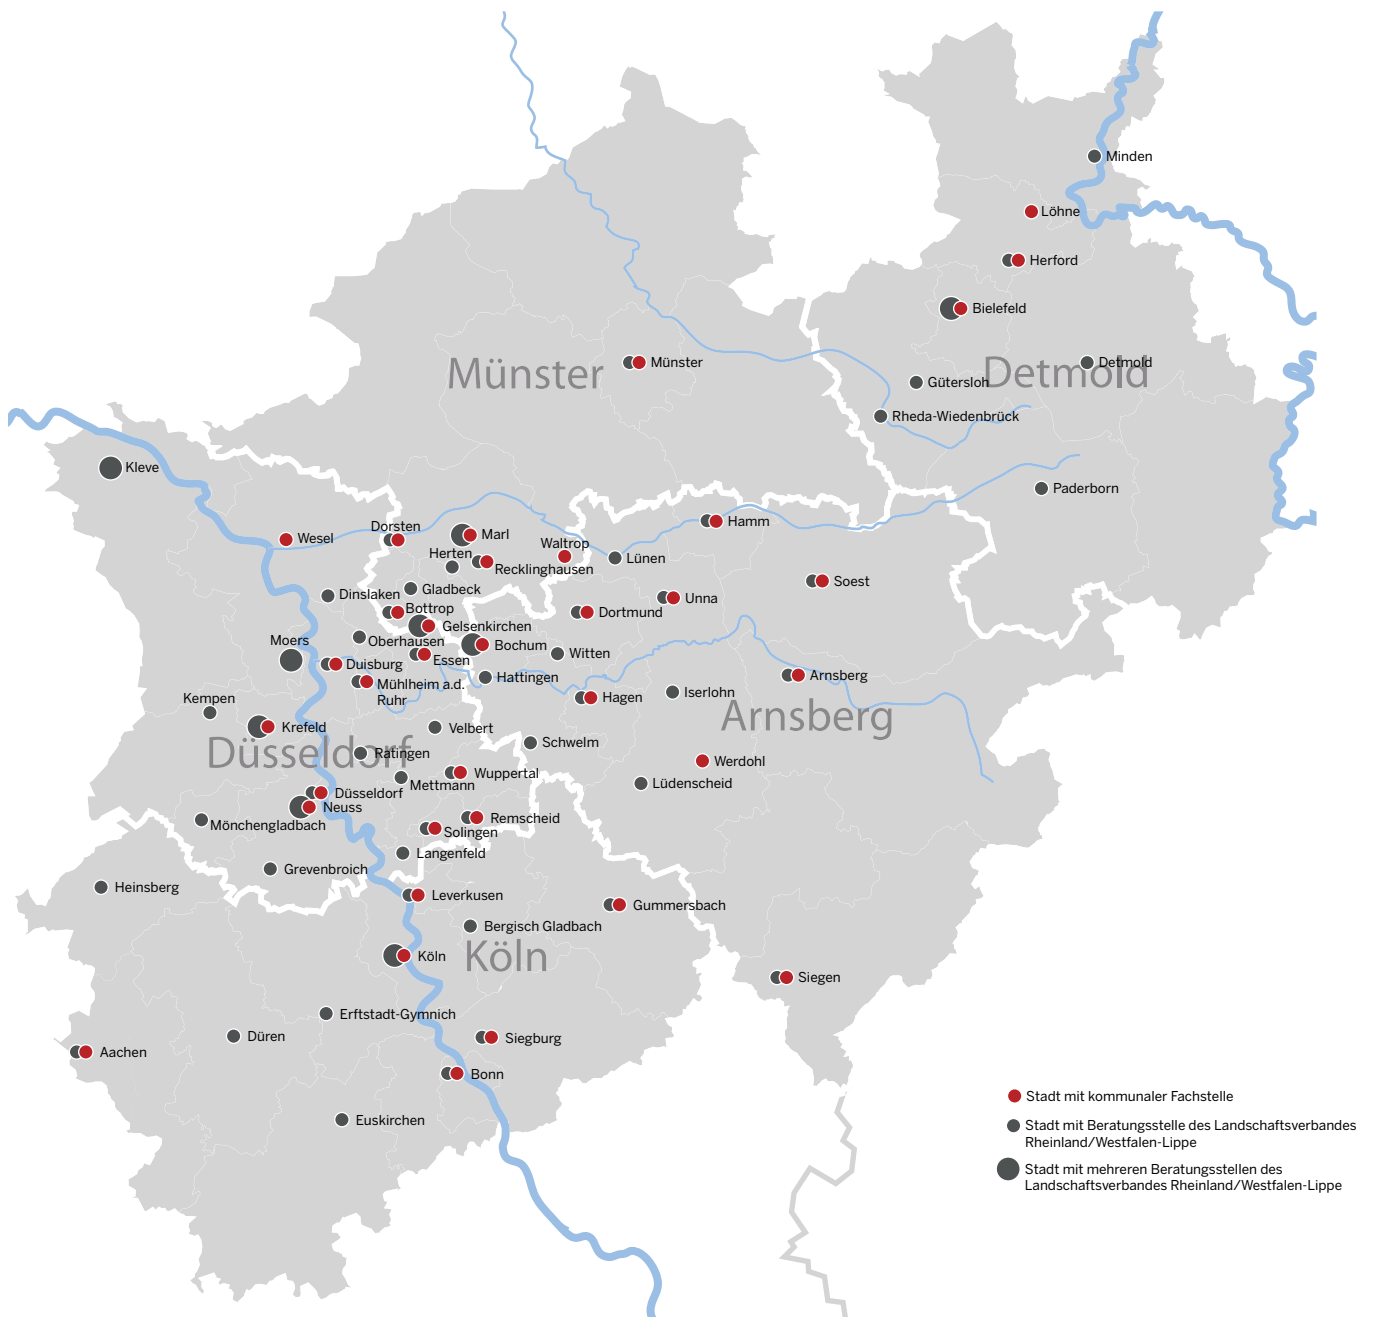 Minden
Löhne
Herford
Bielefeld
Münster
Münster
Detmold
Detmold
Gütersloh
Rheda-Wiedenbrück
Kleve
Paderborn
Hamm
Dorsten
Marl
Wesel
Waltrop
Herten
Lünen
Recklinghausen
Soest
Gladbeck
Dinslaken
Unna
Bottrop
Dortmund
Gelsenkirchen
Moers
Oberhausen
Bochum
Witten
Essen
Duisburg
Arnsberg
Hattingen
Mühlheim a.d.
Ruhr
Iserlohn
Kempen
Hagen
Arnsberg
Krefeld
Velbert
Schwelm
Düsseldorf
Ratingen
Werdohl
Wuppertal
Mettmann
Lüdenscheid
Düsseldorf
Neuss
Remscheid
Mönchengladbach
Solingen
Langenfeld
Grevenbroich
Heinsberg
Leverkusen
Gummersbach
Bergisch Gladbach
Köln
Köln
Siegen
Erftstadt-Gymnich
Düren
Siegburg
Aachen
Bonn
Euskirchen
Stadt mit kommunaler Fachstelle
Stadt mit Beratungsstelle des Landschaftsverbandes
Rheinland/Westfalen-Lippe
Stadt mit mehreren Beratungsstellen des
Landschaftsverbandes Rheinland/Westfalen-Lippe